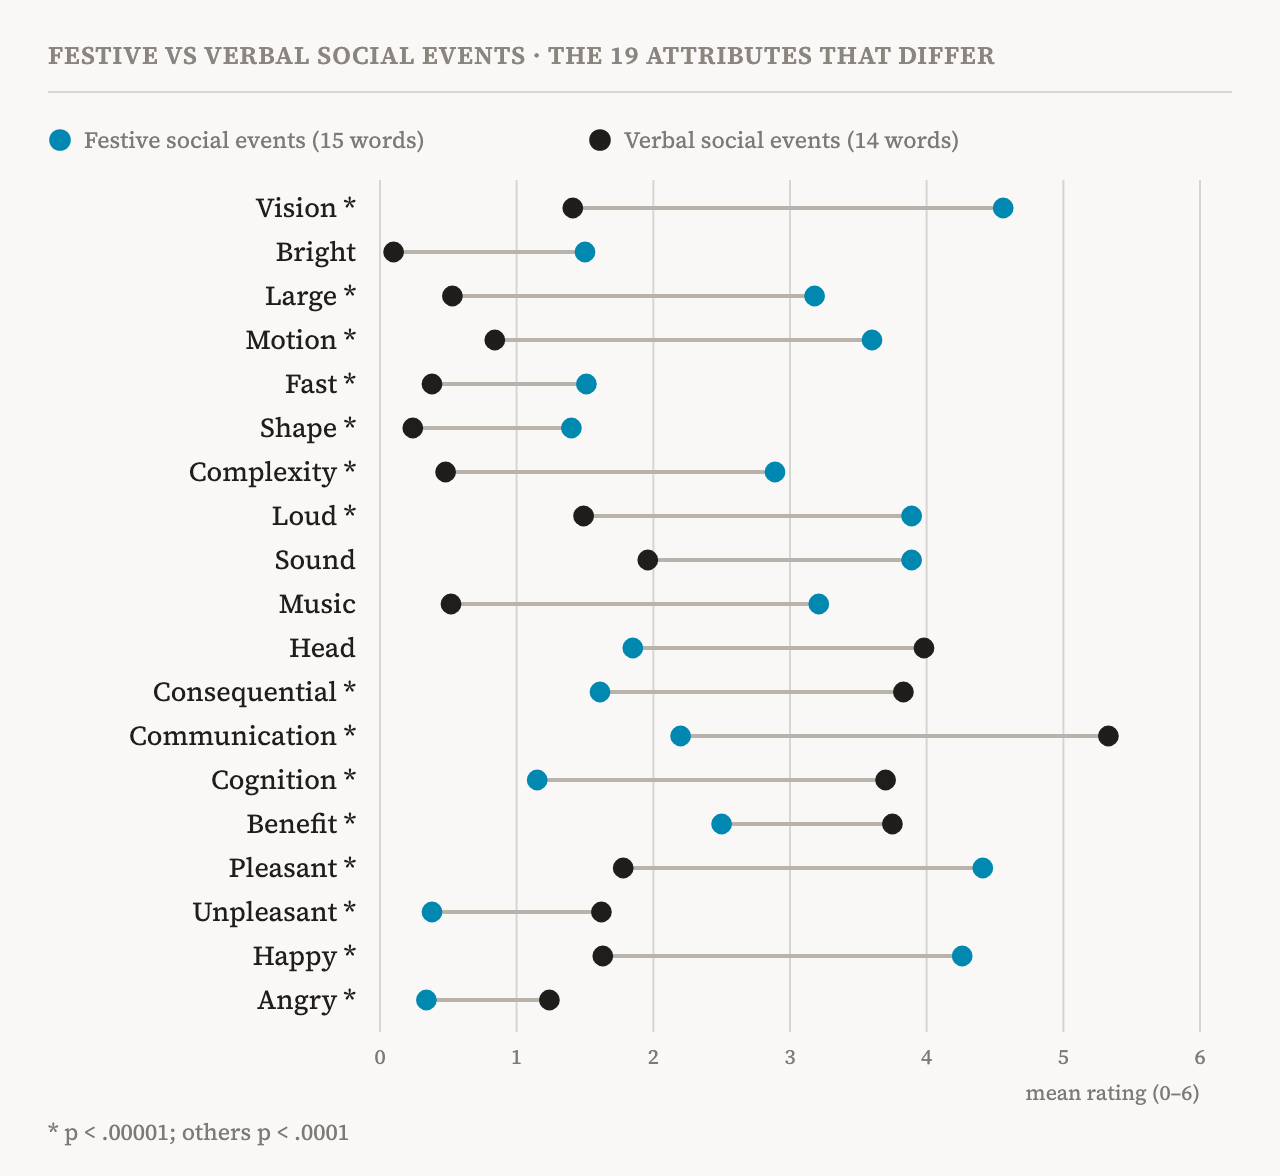 FESTIVE VS VERBAL SOCIAL EVENTS · THE 19 ATTRIBUTES THAT DIFFER
Festive social events (15 words)
Verbal social events (14 words)
Vision *
Bright
Large *
Motion *
Fast *
Shape *
Complexity *
Loud *
Sound
Music
Head
Consequential *
Communication *
Cognition *
Benefit *
Pleasant *
Unpleasant *
Happy *
Angry *
0 1 2 3 4 5 6
mean rating (0–6)
* p < .00001; others p < .0001